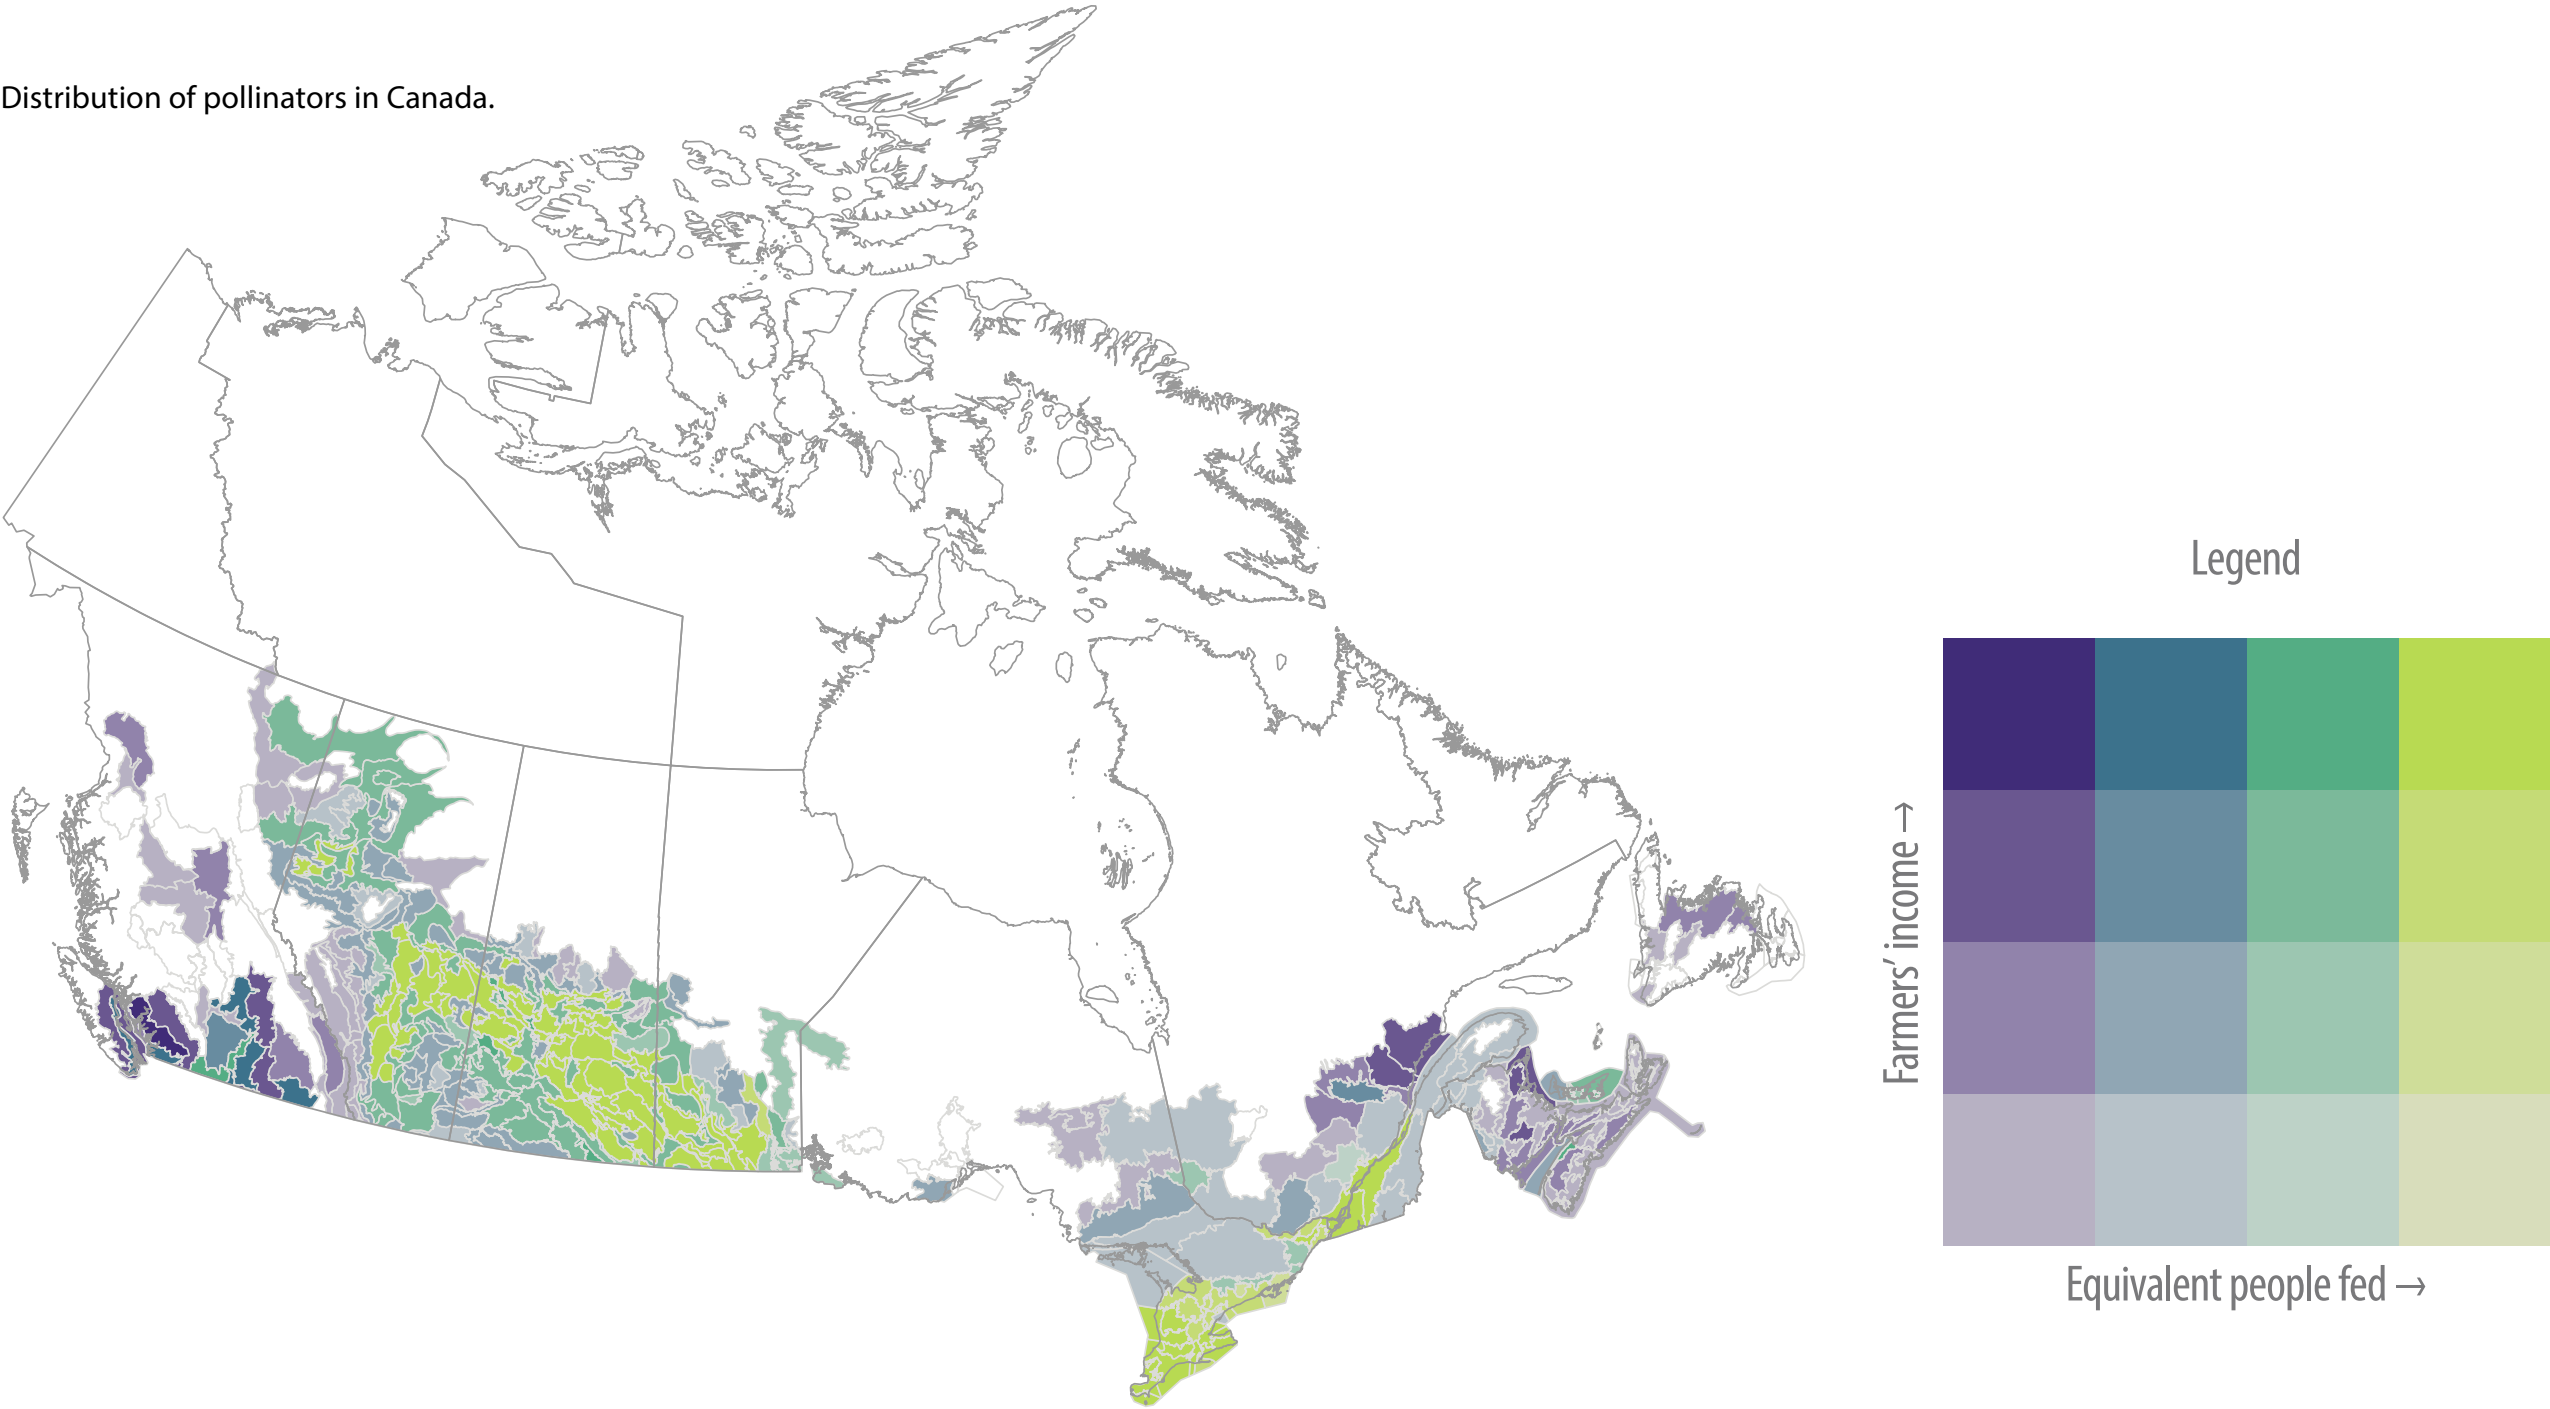 Distribution of pollinators in Canada.
Legend
Farmers' income →
Equivalent people fed →